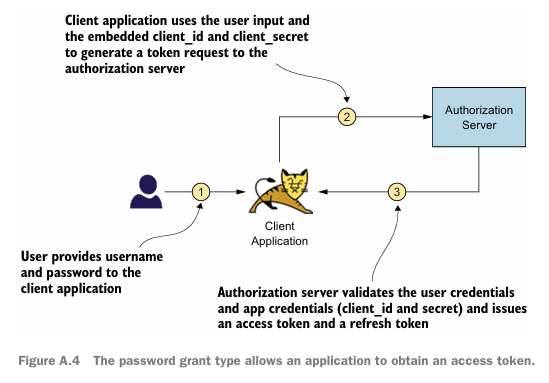 Client application uses the user input and
the embedded client_id and client_secret
to generate a token request to the
authorization server
2
Authorization
Server
1
3
Client
Application
User provides username
and password to the
client application
Authorization server validates the user credentials
and app credentials (client_id and secret) and issues
an access token and a refresh token
Figure A.4 The password grant type allows an application to obtain an access token.